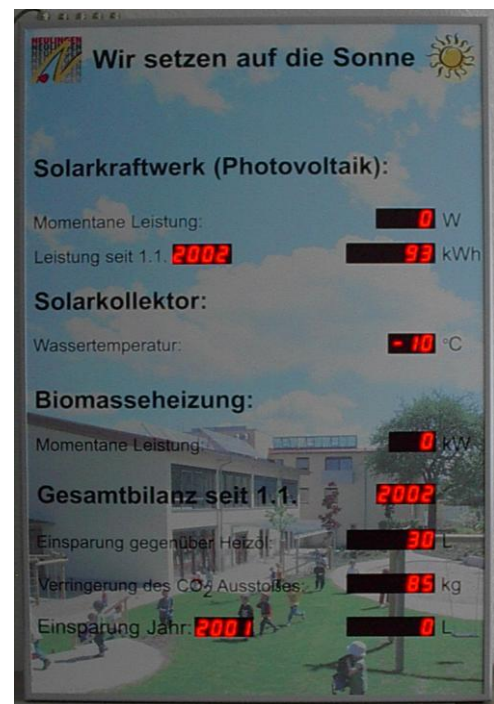 NEULINGEN
Wir setzen auf die Sonne
Solarkraftwerk (Photovoltaik):
Momentane Leistung: 0 W
Leistung seit 1.1. 2002 93 kWh
Solarkollektor:
Wassertemperatur: -10 °C
Biomasseheizung:
Momentane Leistung: 0 kW
Gesamtbilanz seit 1.1. 2002
Einsparung gegenüber Heizöl: 30 L
Verringerung des CO2 Ausstoßes: 85 kg
Einsparung Jahr: 2001 0 L